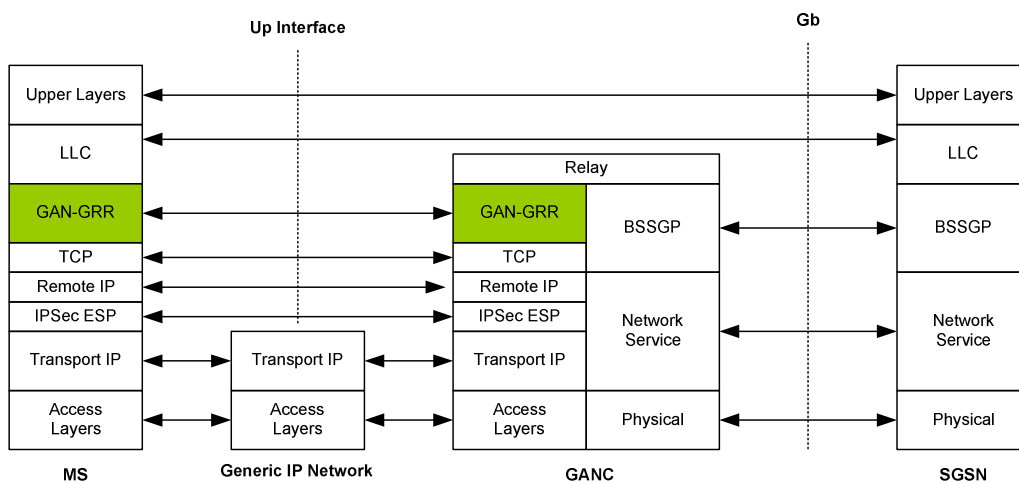 Up Interface
Gb
Upper Layers
Upper Layers
LLC
LLC
Relay
GAN-GRR
GAN-GRR
BSSGP
BSSGP
TCP
TCP
Remote IP
Remote IP
IPSec ESP
IPSec ESP
Network
Service
Network
Service
Transport IP
Transport IP
Transport IP
Access
Layers
Access
Layers
Access
Layers
Physical
Physical
MS
Generic IP Network
GANC
SGSN